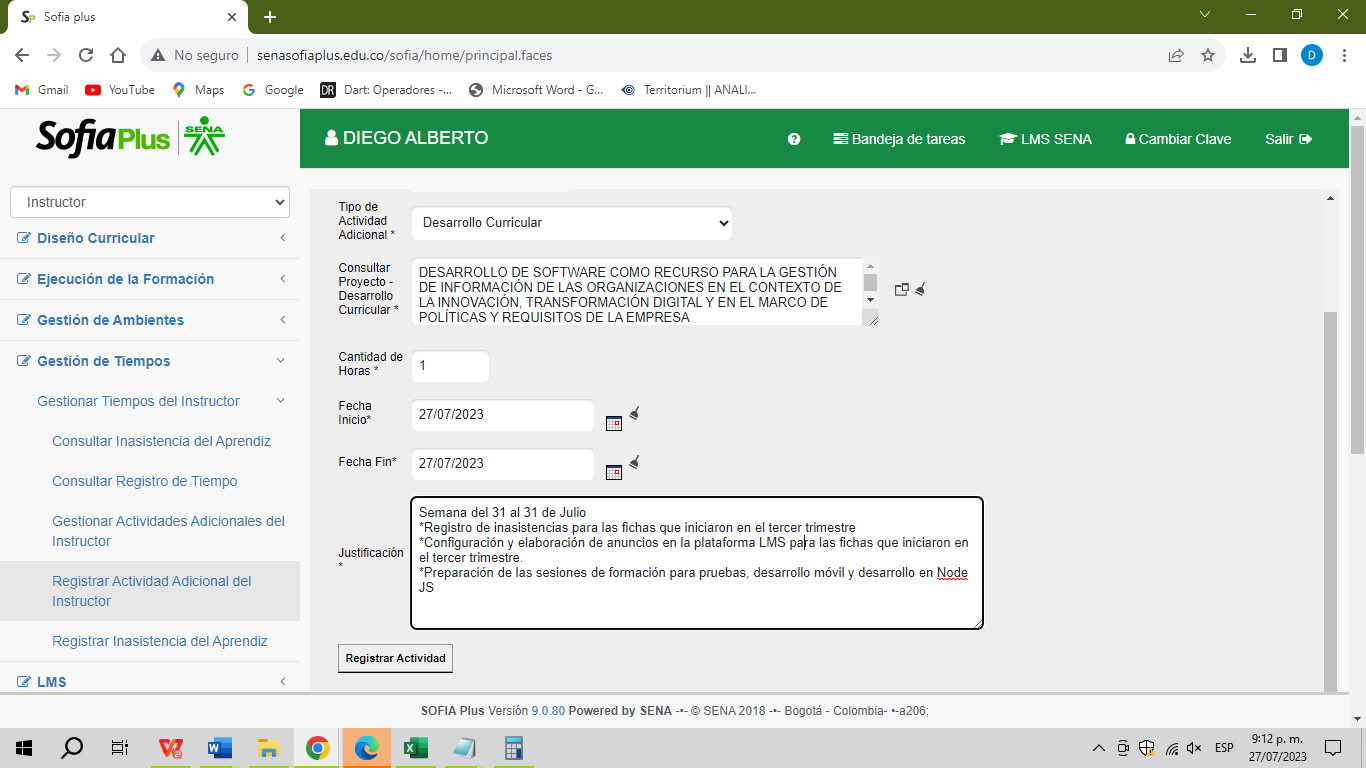 Sofia plus
No seguro
senasofiaplus.edu.co/sofia/home/principal.faces
D
Gmail
YouTube
Maps
Google
Dart: Operadores -...
Microsoft Word - G...
Territorium || ANALI...
Sofia Plus
SENA
DIEGO ALBERTO
Bandeja de tareas
LMS SENA
Cambiar Clave
Salir
Instructor
Diseño Curricular
Ejecución de la Formación
Gestión de Ambientes
Gestión de Tiempos
Gestionar Tiempos del Instructor
Consultar Inasistencia del Aprendiz
Consultar Registro de Tiempo
Gestionar Actividades Adicionales del
Instructor
Registrar Actividad Adicional del
Instructor
Registrar Inasistencia del Aprendiz
LMS
Tipo de
Actividad
Adicional *
Desarrollo Curricular
Consultar
Proyecto -
Desarrollo
Curricular *
DESARROLLO DE SOFTWARE COMO RECURSO PARA LA GESTIÓN
DE INFORMACIÓN DE LAS ORGANIZACIONES EN EL CONTEXTO DE
LA INNOVACIÓN, TRANSFORMACIÓN DIGITAL Y EN EL MARCO DE
POLÍTICAS Y REQUISITOS DE LA EMPRESA
Cantidad de
Horas *
1
Fecha
Inicio*
27/07/2023
Fecha Fin*
27/07/2023
Justificación
*
Semana del 31 al 31 de Julio
*Registro de inasistencias para las fichas que iniciaron en el tercer trimestre
*Configuración y elaboración de anuncios en la plataforma LMS para las fichas que iniciaron en
el tercer trimestre.
*Preparación de las sesiones de formación para pruebas, desarrollo móvil y desarrollo en Node
JS
Registrar Actividad
SOFIA Plus Versión 9.0.80 Powered by SENA -•- © SENA 2018 -•- Bogotá - Colombia- •-a206;
ESP
9:12 p. m.
27/07/2023